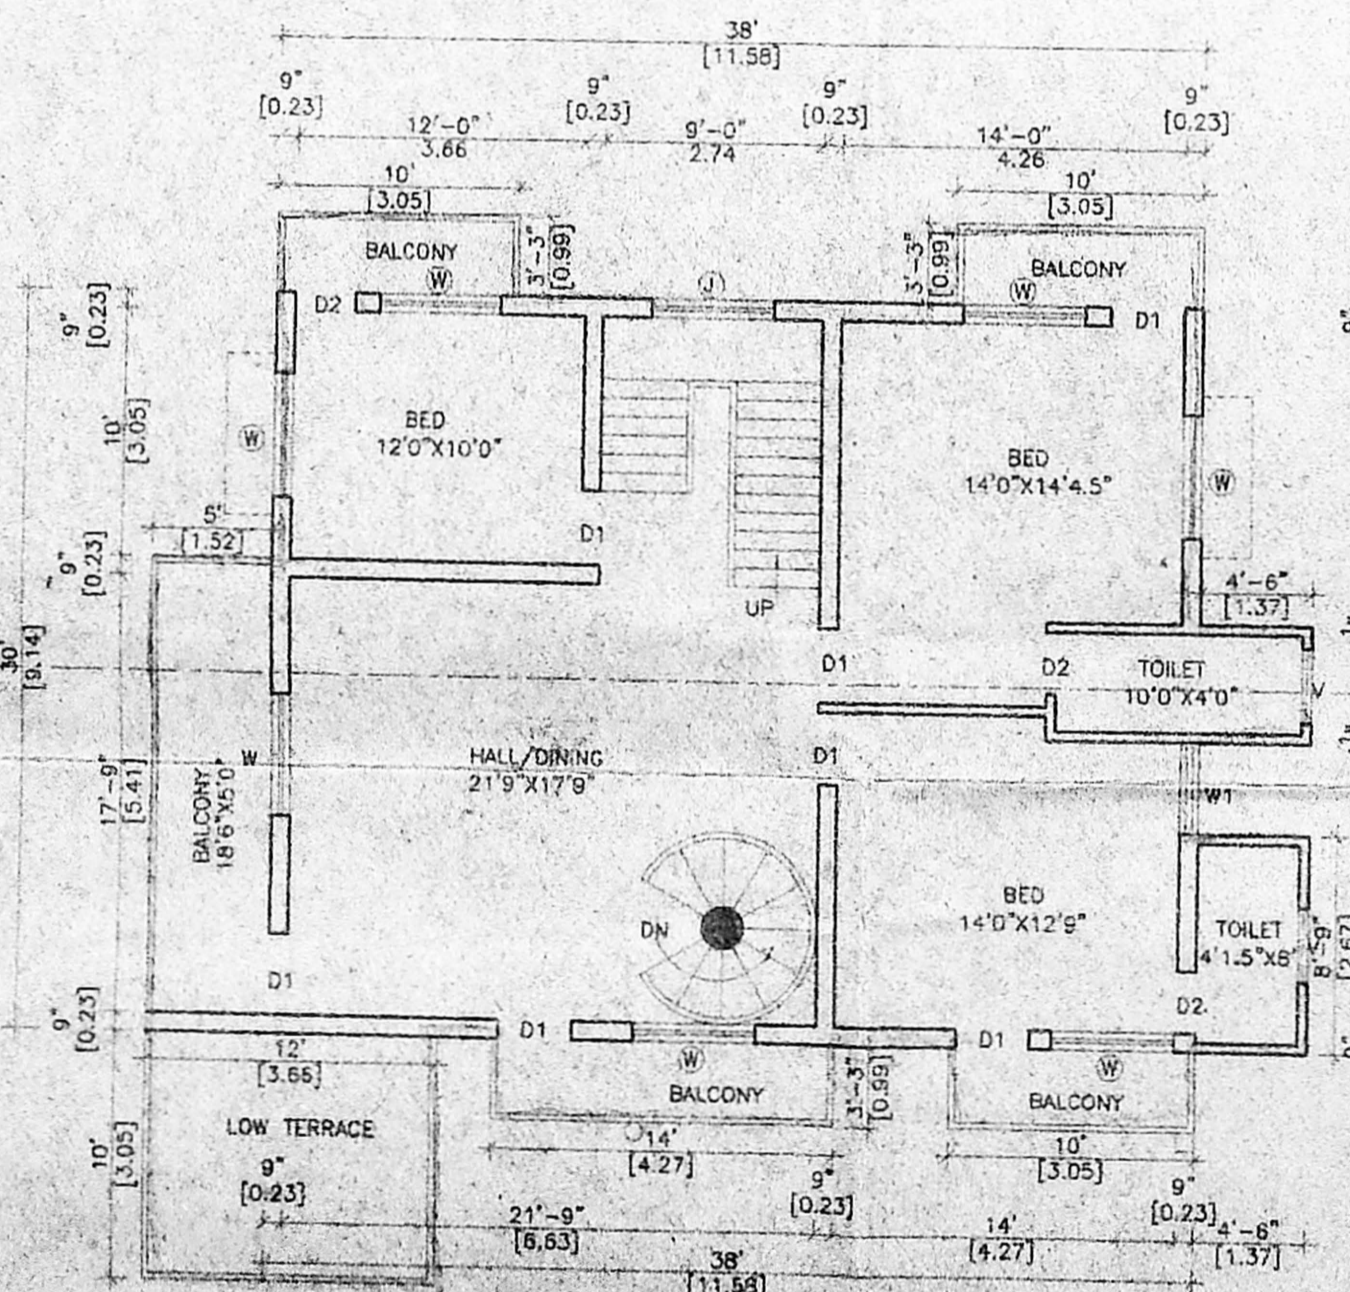 38'
[11.58]
9" 9" 9" 9"
[0.23] [0.23] [0.23] [0.23]
12'-0" 9'-0" 14'-0"
3.66 2.74 4.26
10' 10'
[3.05] [3.05]
BALCONY BALCONY
3'-3" 3'-3"
[0.99] [0.99]
W J W
D2 D1
9"
[0.23]
10'
[3.05]
W
BED
12'0"X10'0"
BED
14'0"X14'4.5"
W
5'
[1.52]
D1
9"
[0.23]
UP
4'-6"
[1.37]
30'
[9.14]
D1 D2
TOILET
10'0"X4'0"
V
17'-9"
[5.41]
BALCONY
18'6"X5'0"
W
HALL/DINING
21'9"X17'9"
D1
W1
DN
BED
14'0"X12'9"
TOILET
4'1.5"X8'
8'-9"
[2.67]
D1
D2
9"
[0.23]
D1 D1
12'
[3.65]
W W
BALCONY BALCONY
3'-3"
[0.99]
LOW TERRACE
10'
[3.05]
14' 10'
[4.27] [3.05]
9" 9" 9"
[0.23] [0.23] [0.23]
21'-9" 14' 4'-6"
[6.63] [4.27] [1.37]
38'
[11.58]